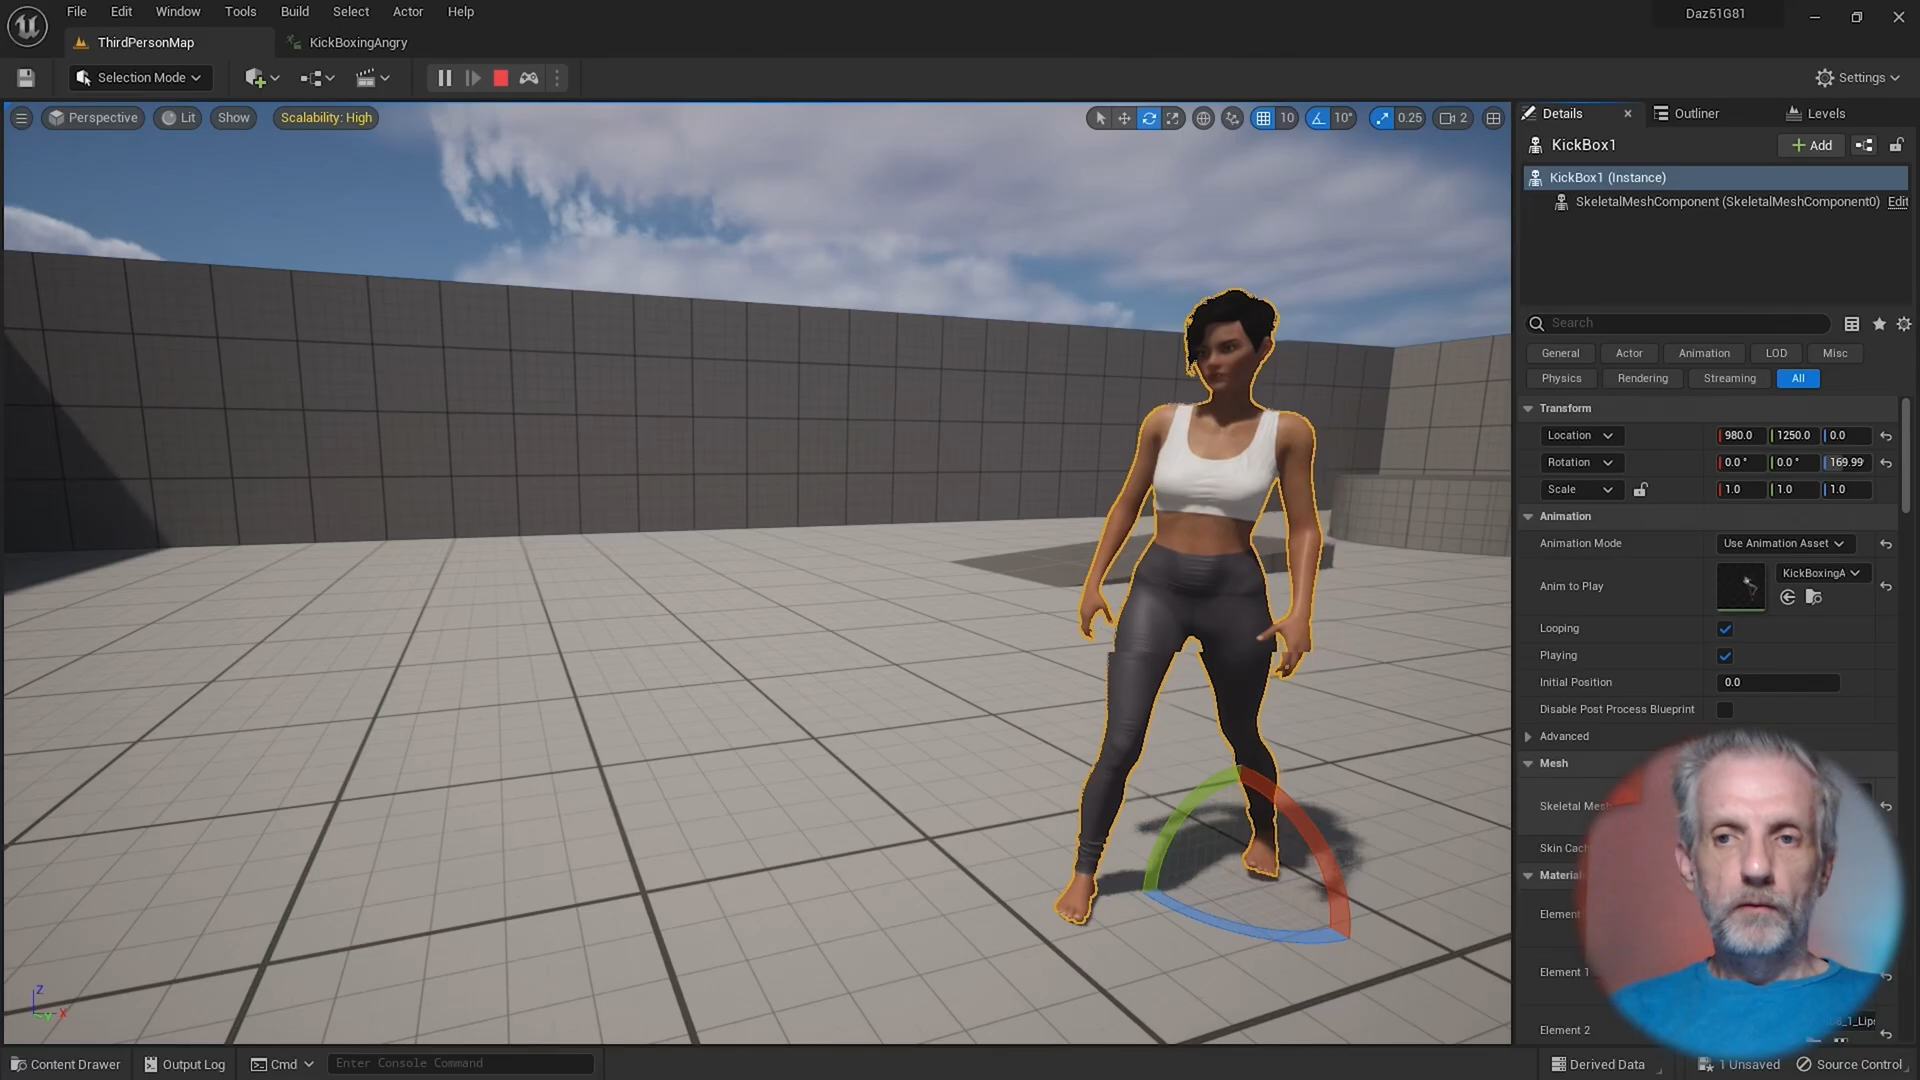 File Edit Window Tools Build Select Actor Help
Daz51G81
ThirdPersonMap
KickBoxingAngry
Selection Mode
Settings
Perspective Lit Show Scalability: High
10 10° 0.25 2
Details Outliner Levels
KickBox1
Add
KickBox1 (Instance)
SkeletalMeshComponent (SkeletalMeshComponent0) Edit
Search
General Actor Animation LOD Misc
Physics Rendering Streaming All
Transform
Location 980.0 1250.0 0.0
Rotation 0.0° 0.0° 169.99
Scale 1.0 1.0 1.0
Animation
Animation Mode Use Animation Asset
Anim to Play KickBoxingA
Looping
Playing
Initial Position 0.0
Disable Post Process Blueprint
Advanced
Mesh
Skeletal Mes
Skin Cac
Material
Element
Element 1
Element 2
_1_Lips
Z
Y X
Content Drawer Output Log Cmd Enter Console Command
Derived Data 1 Unsaved Source Control